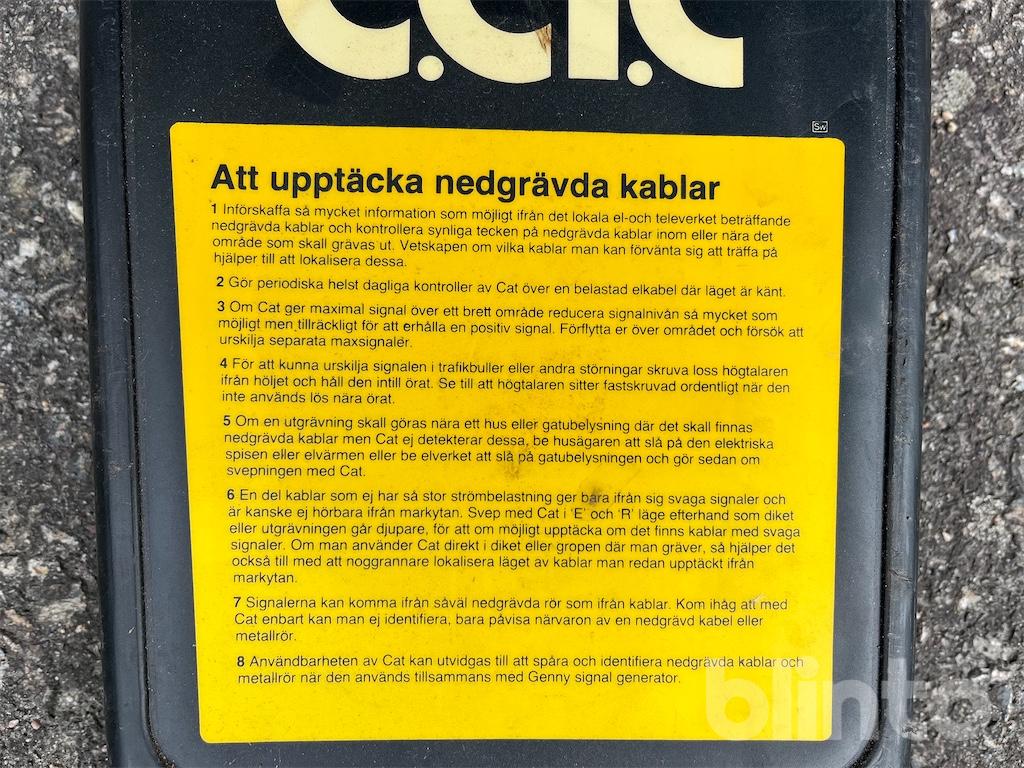 C.A.T.
Sw
Att upptäcka nedgrävda kablar
1 Införskaffa så mycket information som möjligt ifrån det lokala el-och televerket beträffande
nedgrävda kablar och kontrollera synliga tecken på nedgrävda kablar inom eller nära det
område som skall grävas ut. Vetskapen om vilka kablar man kan förvänta sig att träffa på
hjälper till att lokalisera dessa.
2 Gör periodiska helst dagliga kontroller av Cat över en belastad elkabel där läget är känt.
3 Om Cat ger maximal signal över ett brett område reducera signalnivån så mycket som
möjligt men tillräckligt för att erhålla en positiv signal. Förflytta er över området och försök att
urskilja separata maxsignaler.
4 För att kunna urskilja signalen i trafikbuller eller andra störningar skruva loss högtalaren
ifrån höljet och håll den intill örat. Se till att högtalaren sitter fastskruvad ordentligt när den
inte används lös nära örat.
5 Om en utgrävning skall göras nära ett hus eller gatubelysning där det skall finnas
nedgrävda kablar men Cat ej detekterar dessa, be husägaren att slå på den elektriska
spisen eller elvärmen eller be elverket att slå på gatubelysningen och gör sedan om
svepningen med Cat.
6 En del kablar som ej har så stor strömbelastning ger bara ifrån sig svaga signaler och
är kanske ej hörbara ifrån markytan. Svep med Cat i 'E' och 'R' läge efterhand som diket
eller utgrävningen går djupare, för att om möjligt upptäcka om det finns kablar med svaga
signaler. Om man använder Cat direkt i diket eller gropen där man gräver, så hjälper det
också till med att noggrannare lokalisera läget av kablar man redan upptäckt ifrån
markytan.
7 Signalerna kan komma ifrån såväl nedgrävda rör som ifrån kablar. Kom ihåg att med
Cat enbart kan man ej identifiera, bara påvisa närvaron av en nedgrävd kabel eller
metallrör.
8 Användbarheten av Cat kan utvidgas till att spåra och identifiera nedgrävda kablar och
metallrör när den används tillsammans med Genny signal generator.
blinto